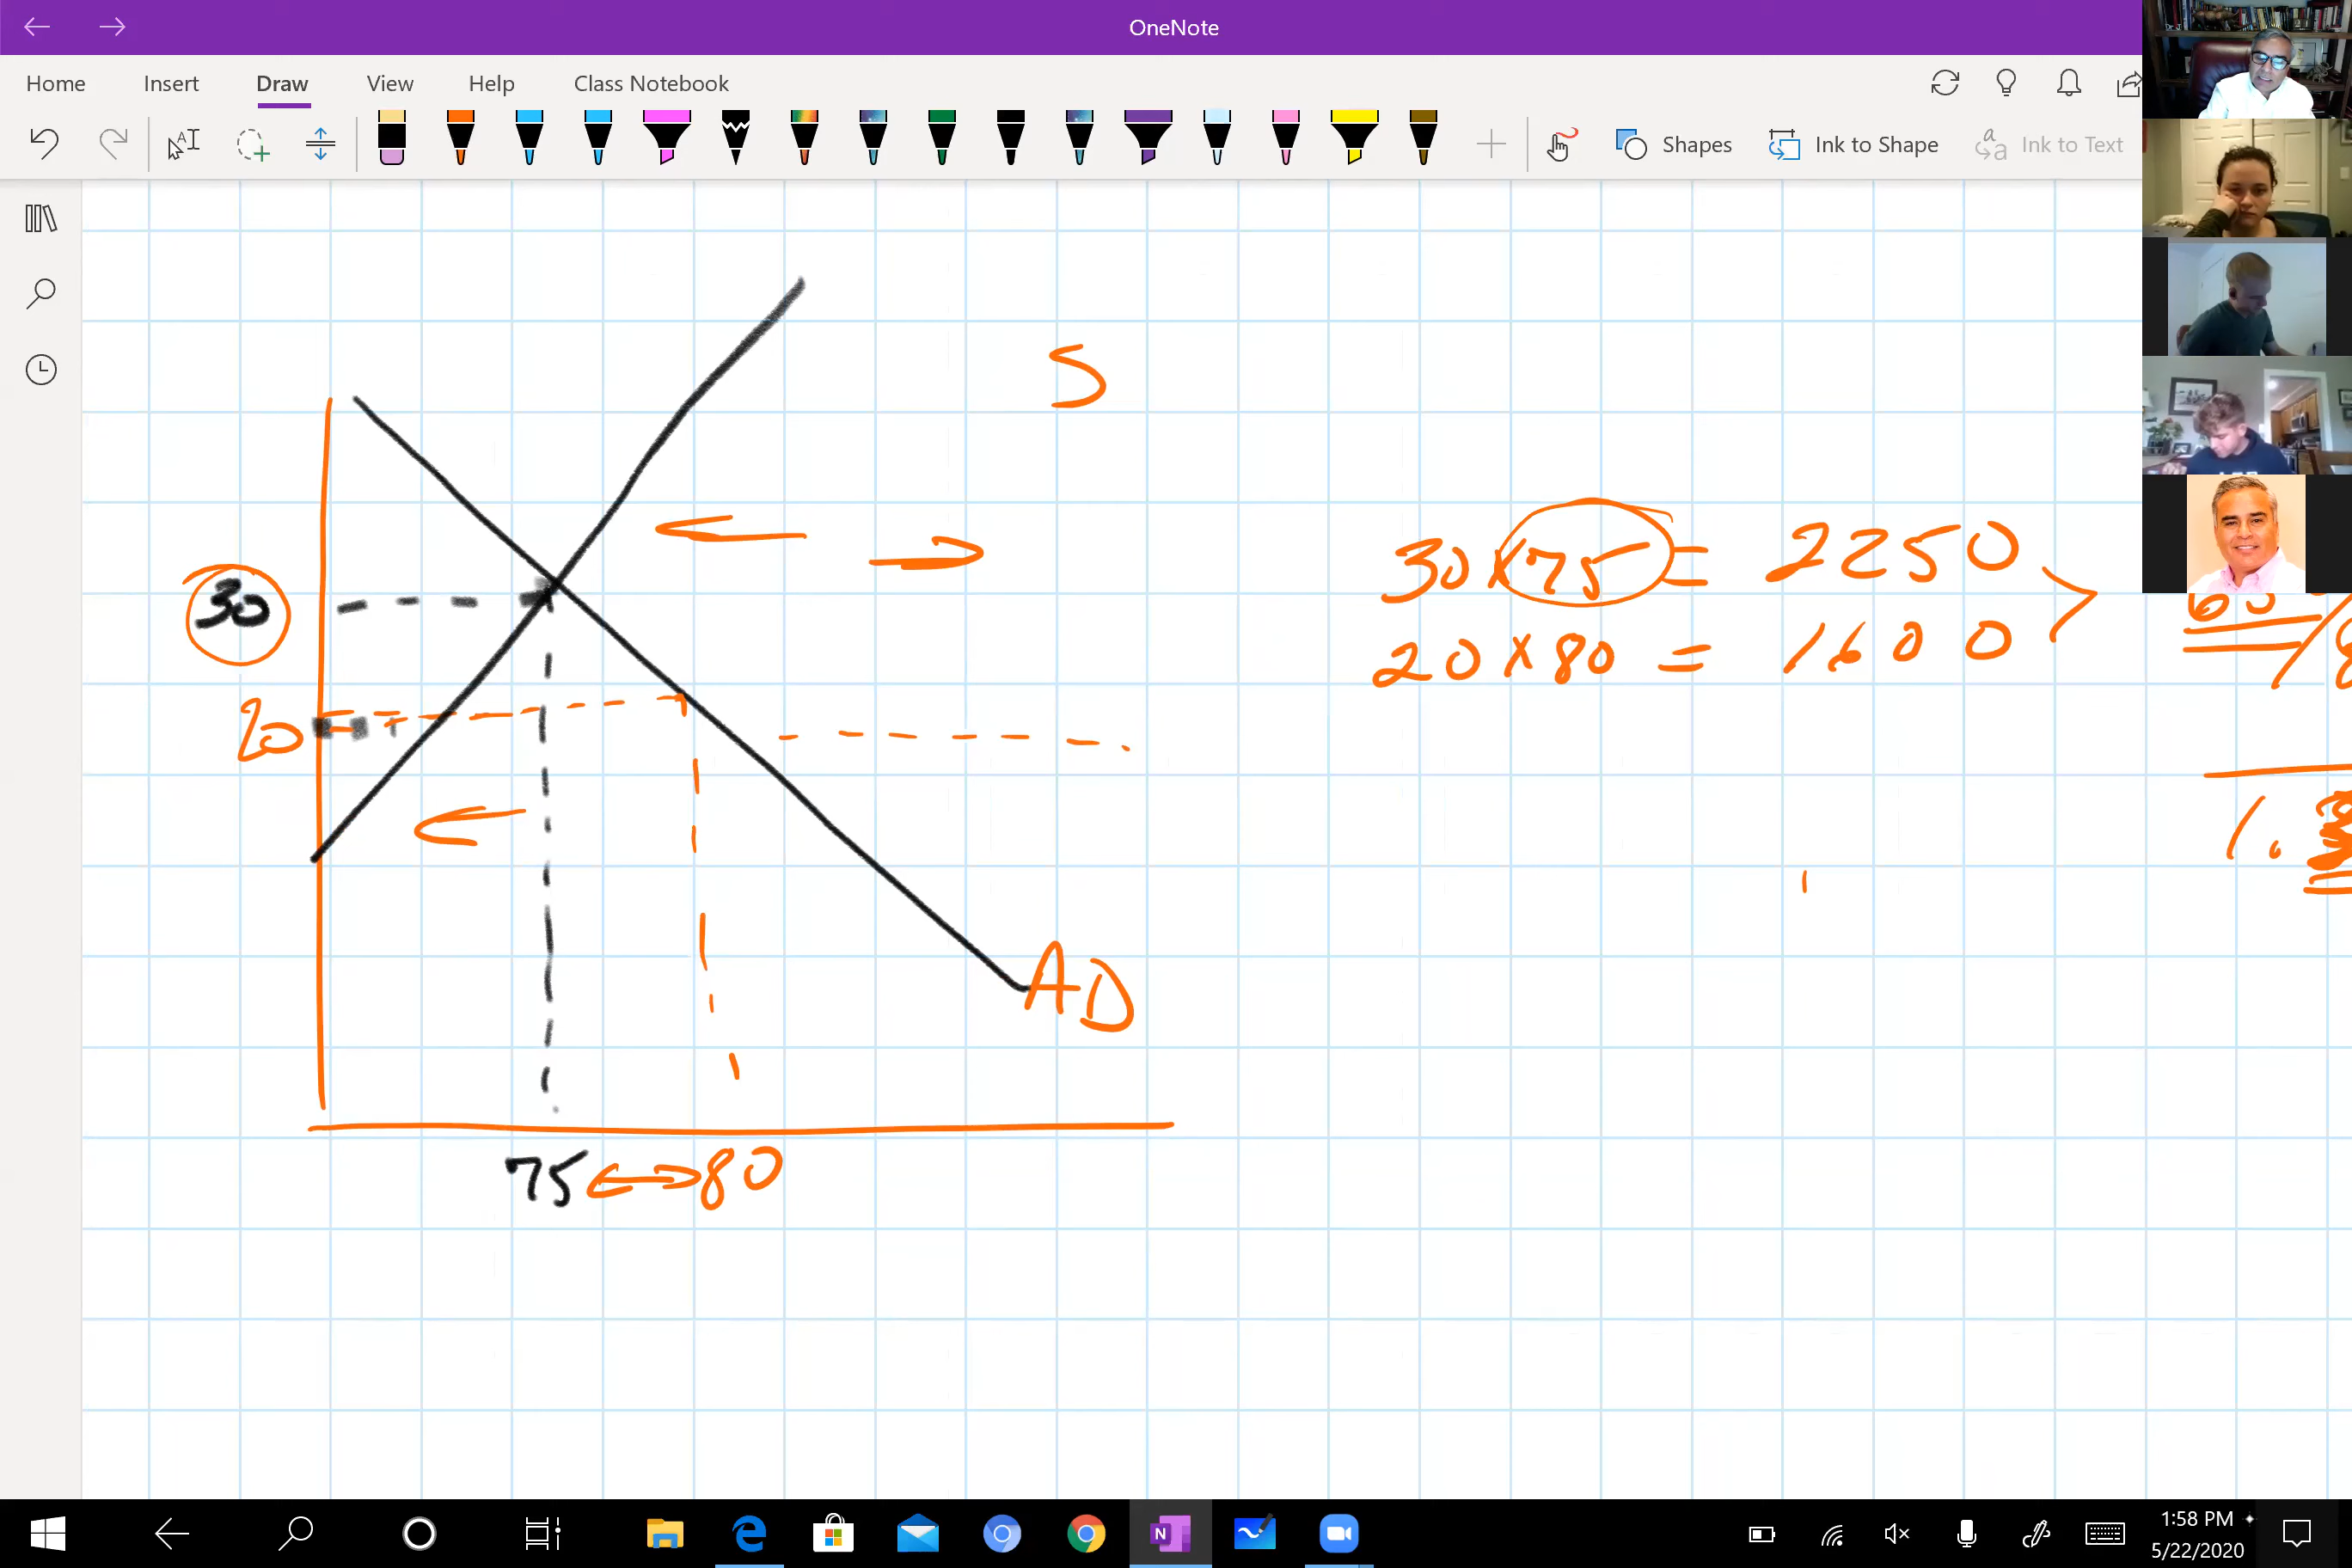 OneNote
Home Insert Draw View Help Class Notebook
Shapes Ink to Shape Ink to Text
S
30 x 75 = 2250
20 x 80 = 1600 >
30
20
1.
AD
75 80
1:58 PM
5/22/2020